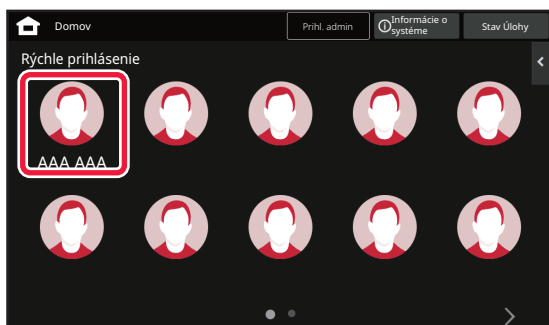 Domov
Prihl. admin
Informácie o
systéme
Stav Úlohy
Rýchle prihlásenie
AAA AAA